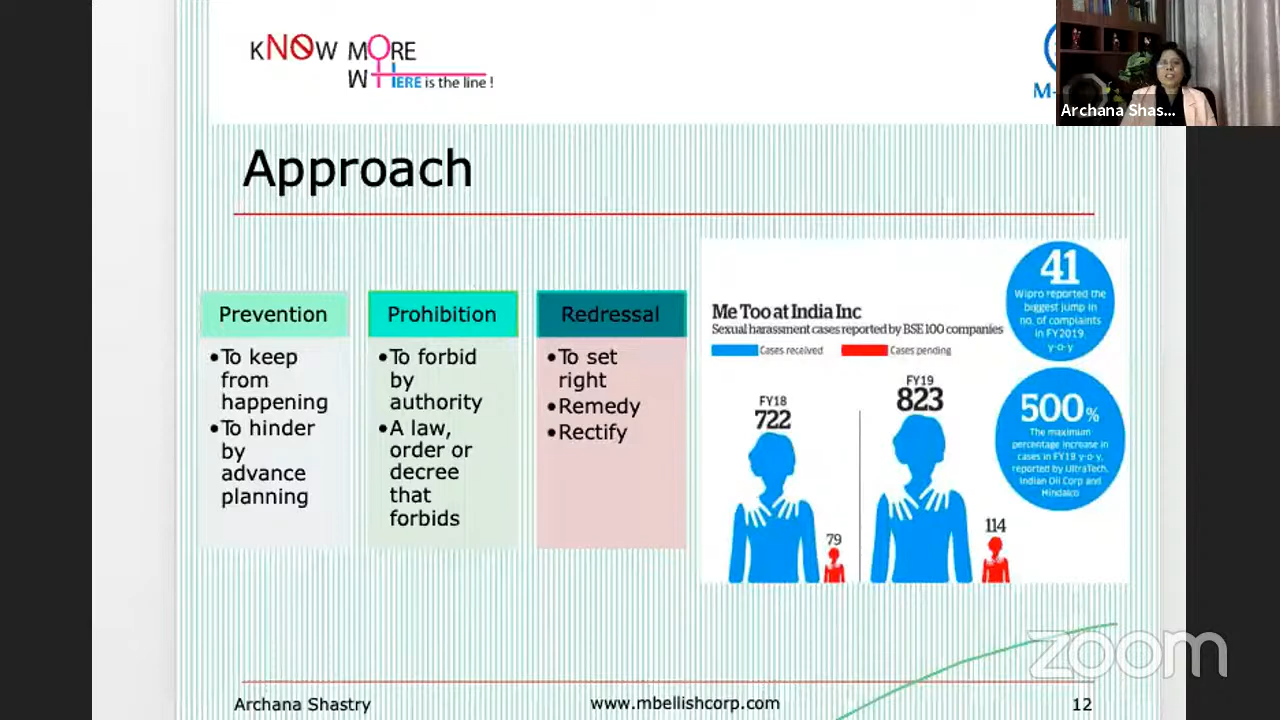 KNOW MORE
WHERE is the line !
M-
Archana Shas...
Approach
Prevention
•To keep
from
happening
•To hinder
by
advance
planning
Prohibition
•To forbid
by
authority
•A law,
order or
decree
that
forbids
Redressal
•To set
right
•Remedy
•Rectify
Me Too at India Inc
Sexual harassment cases reported by BSE 100 companies
Cases received
Cases pending
FY18
722
79
FY19
823
114
41
Wipro reported the
biggest jump in
no. of complaints
in FY2019,
y-o-y
500%
The maximum
percentage increase in
cases in FY19 y-o-y,
reported by UltraTech,
Indian Oil Corp and
Hindalco
zoom
Archana Shastry
www.mbellishcorp.com
12